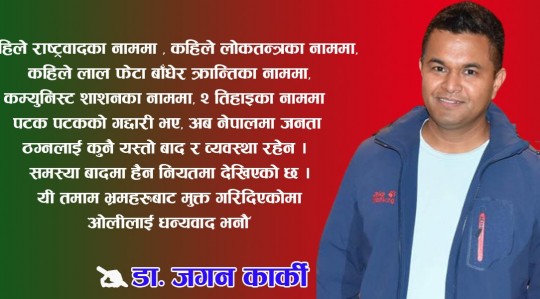 हिले राष्ट्रवादका नाममा , कहिले लोकतन्त्रका नाममा,
कहिले लाल फेटा बाँधेर क्रान्तिका नाममा,
कम्युनिस्ट शाशनका नाममा, २ तिहाइका नाममा
पटक पटकको गद्दारी भए, अब नेपालमा जनता
ठग्नलाई कुनै यस्तो बाद र व्यवस्था रहेन ।
समस्या बादमा हैन नियतमा देखिएको छ ।
यी तमाम भ्रमहरुबाट मुक्त गरिदिएकोमा
ओलीलाई धन्यवाद भनौं
डा. जगन कार्की